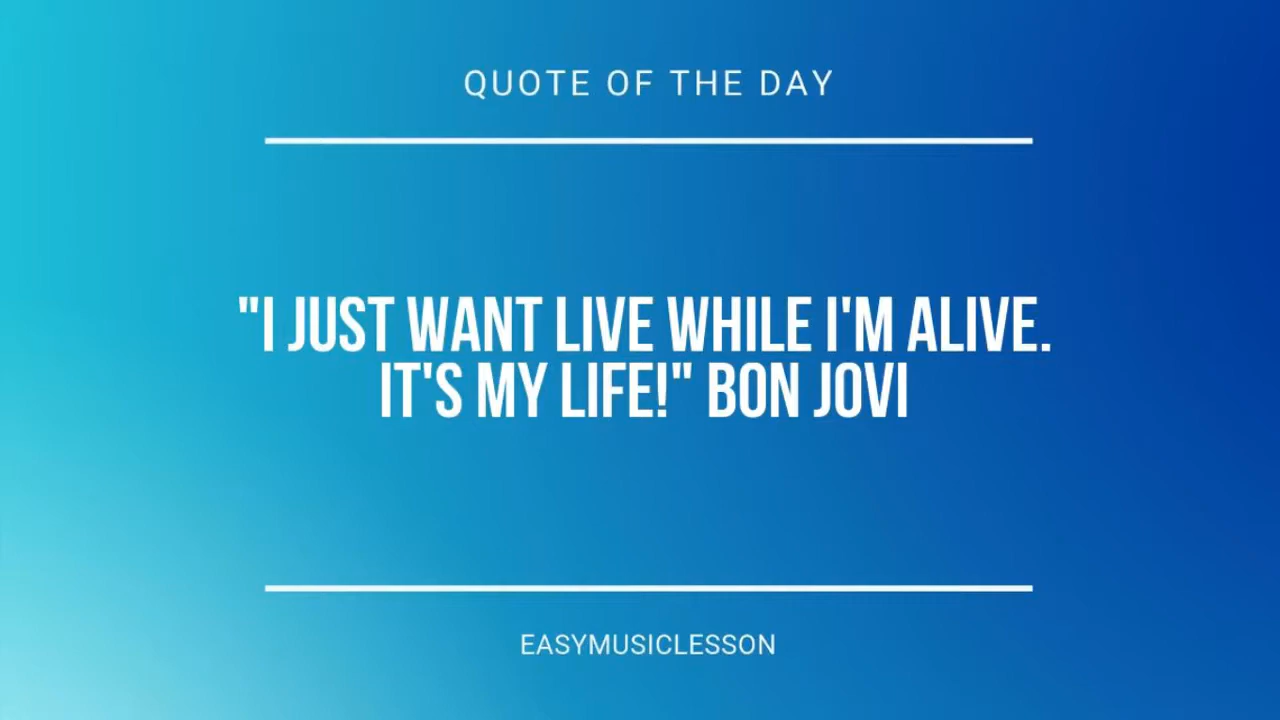 QUOTE OF THE DAY
"I JUST WANT LIVE WHILE I'M ALIVE.
IT'S MY LIFE!" BON JOVI
EASYMUSICLESSON